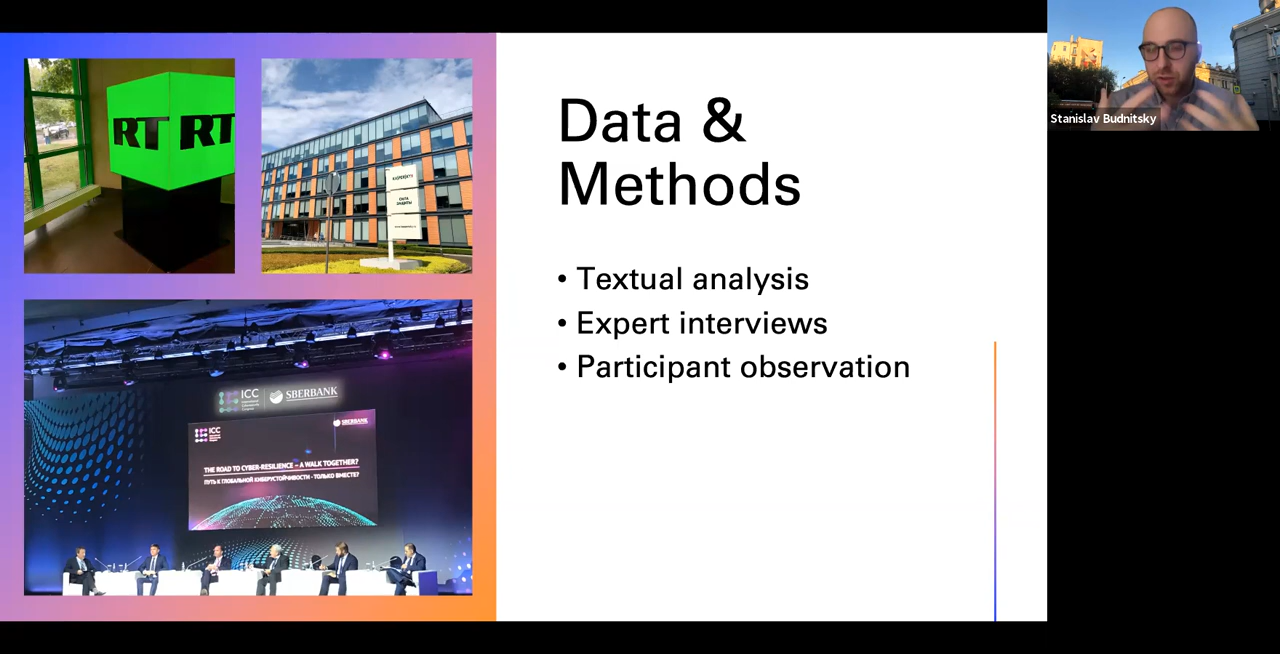 RT RT
KASPERSKY
Data &
Methods
• Textual analysis
• Expert interviews
• Participant observation
ICC
SBERBANK
ICC
SBERBANK
THE ROAD TO CYBER-RESILIENCE – A WALK TOGETHER?
ПУТЬ К ГЛОБАЛЬНОЙ КИБЕРУСТОЙЧИВОСТИ - ТОЛЬКО ВМЕСТЕ?
Stanislav Budnitsky